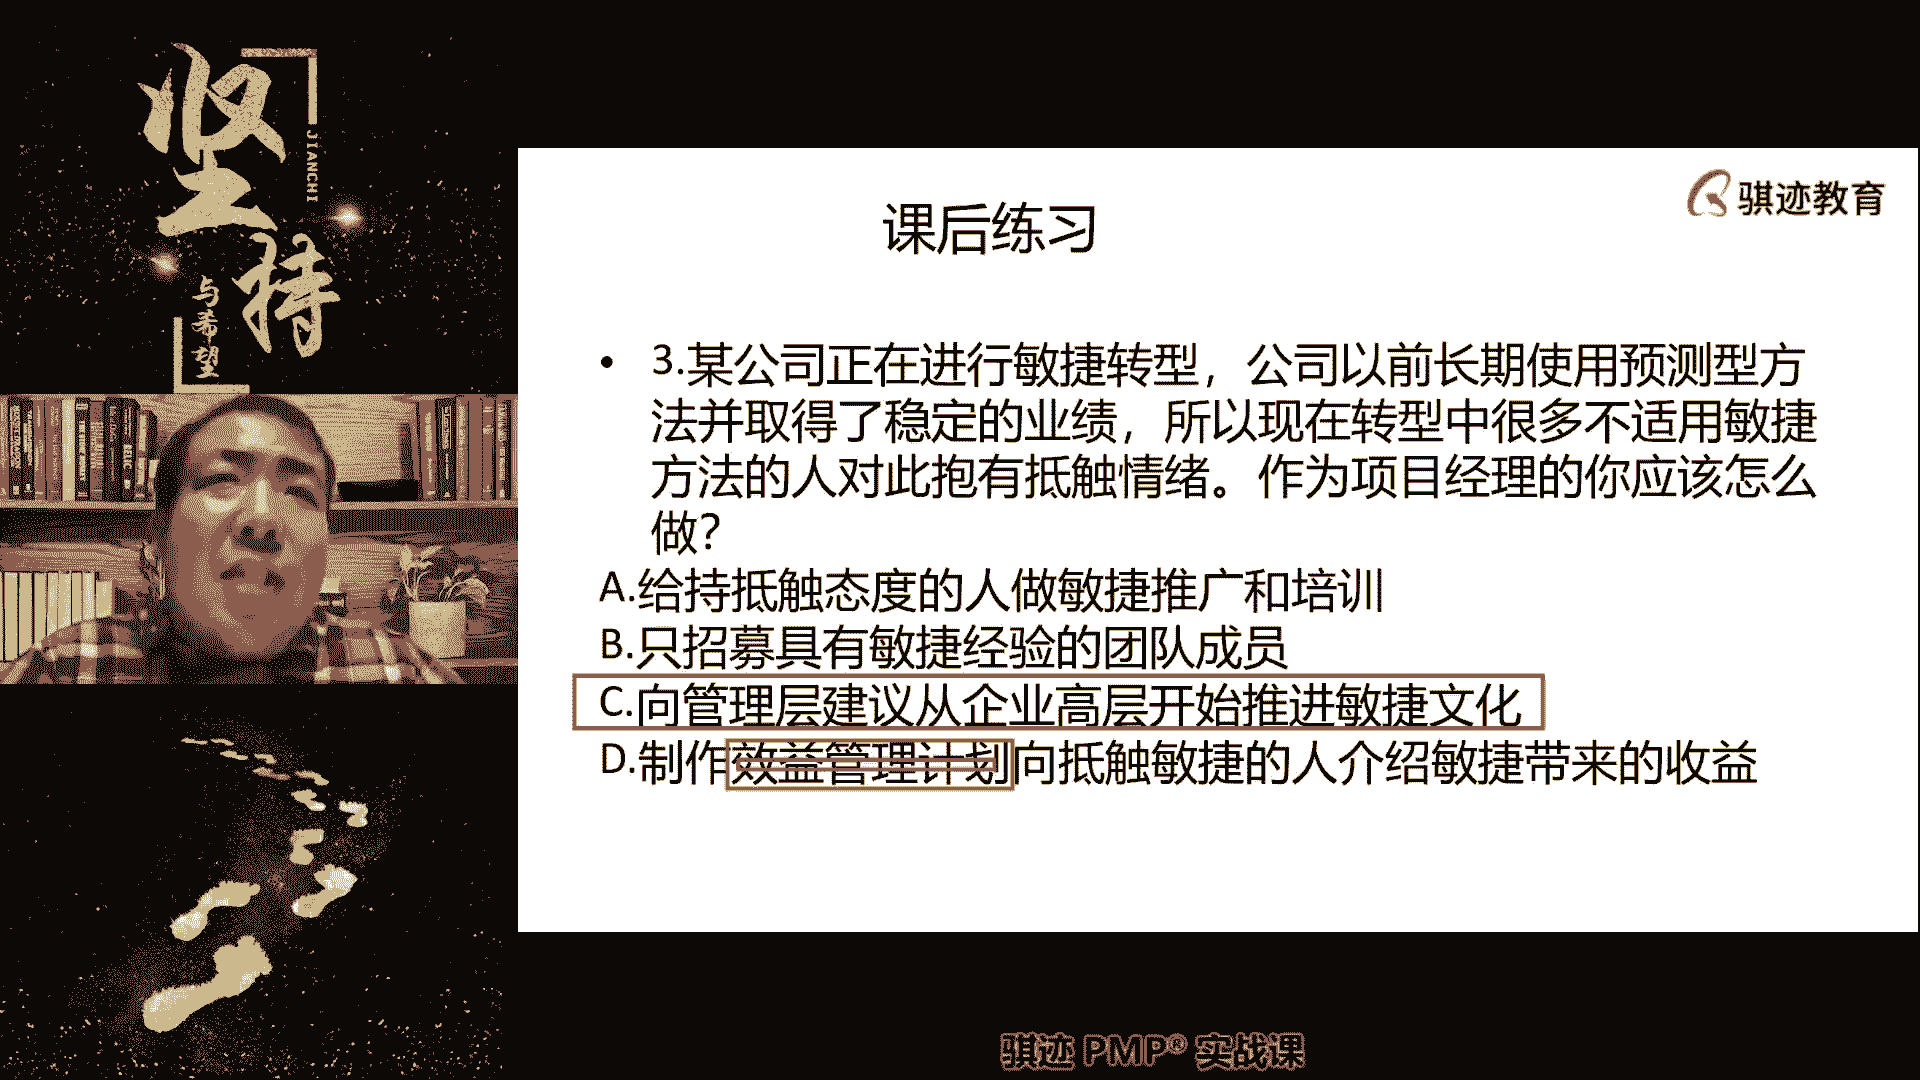 坚持
JIANCHI
与希望
骐迹教育
课后练习
• 3.某公司正在进行敏捷转型，公司以前长期使用预测型方
法并取得了稳定的业绩，所以现在转型中很多不适用敏捷
方法的人对此抱有抵触情绪。作为项目经理的你应该怎么
做?
A.给持抵触态度的人做敏捷推广和培训
B.只招募具有敏捷经验的团队成员
C.向管理层建议从企业高层开始推进敏捷文化
D.制作效益管理计划向抵触敏捷的人介绍敏捷带来的收益
骐迹 PMP® 实战课